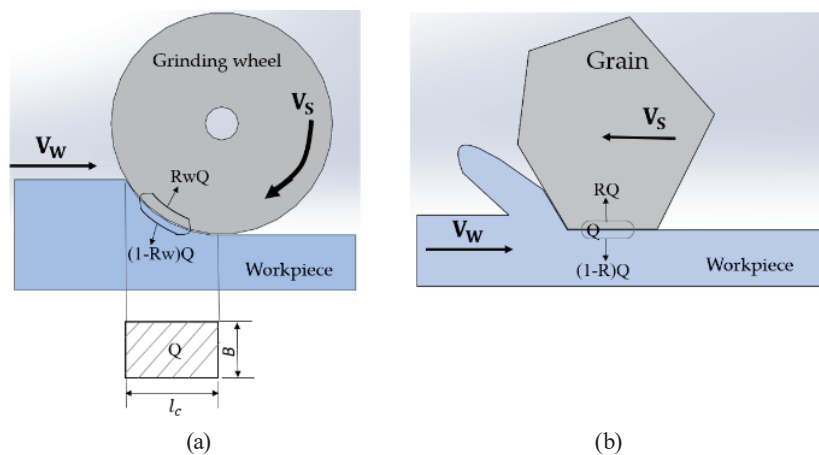 Grinding wheel
V_S
V_W
RwQ
(1-Rw)Q
Workpiece
Q
B
l_c
(a)
Grain
V_S
RQ
Q
V_W
(1-R)Q
Workpiece
(b)